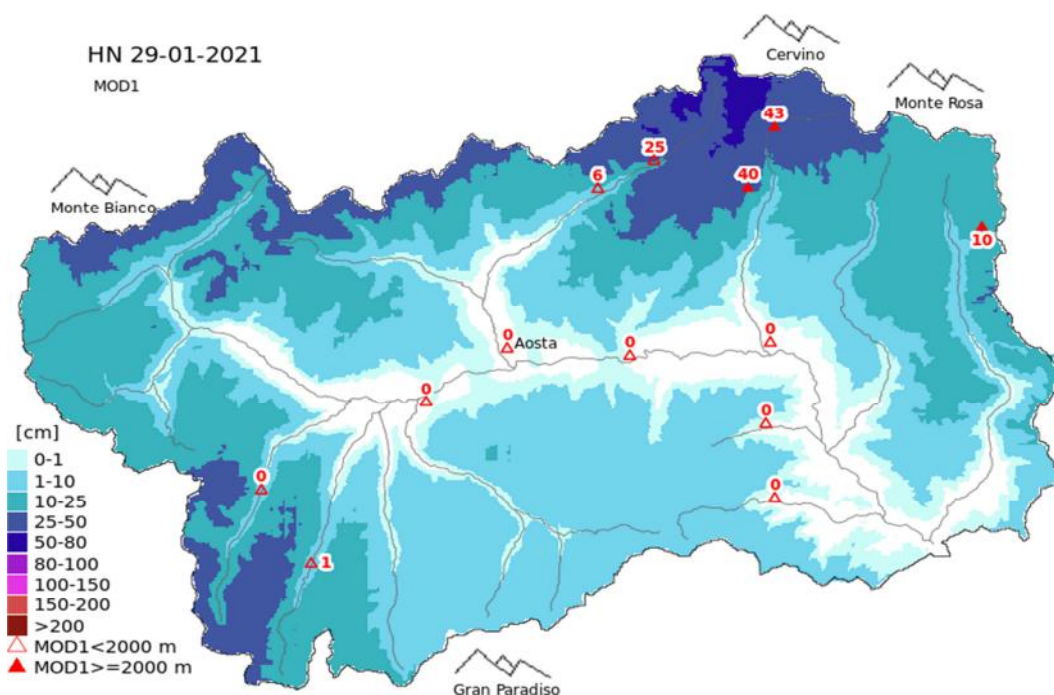 HN 29-01-2021
MOD1
Cervino
Monte Rosa
Monte Bianco
43
25
6
40
10
0
Aosta
0
0
0
0
0
0
1
[cm]
0-1
1-10
10-25
25-50
50-80
80-100
100-150
150-200
>200
MOD1<2000 m
MOD1>=2000 m
Gran Paradiso